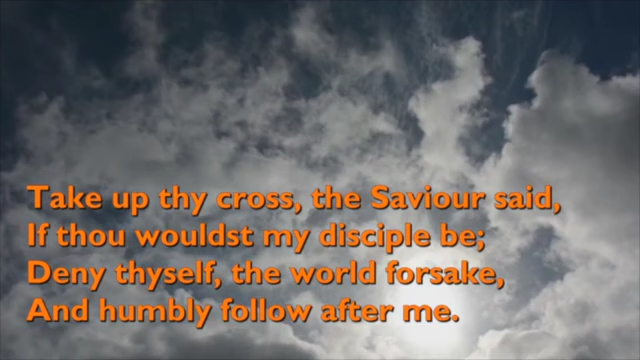 Take up thy cross, the Saviour said,
If thou wouldst my disciple be;
Deny thyself, the world forsake,
And humbly follow after me.